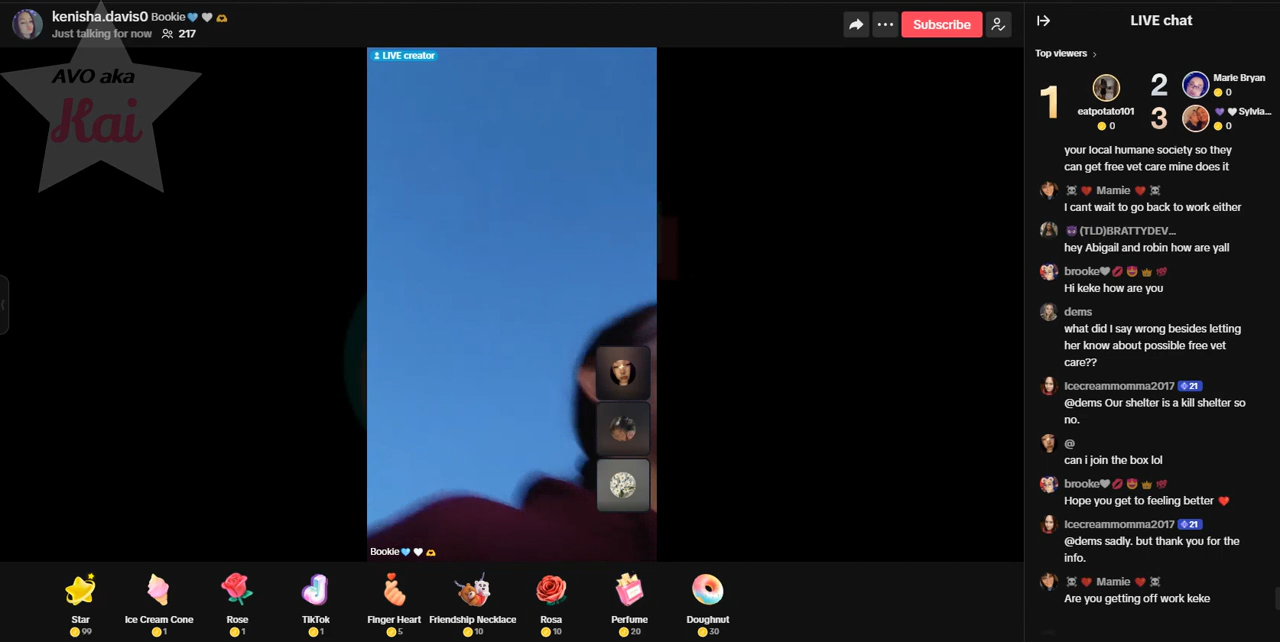 kenisha.davis0 Bookie💙🤍🫶
Just talking for now 217
Subscribe
AVO aka
Kai
LIVE creator
Bookie💙🤍🫶
Star
99
Ice Cream Cone
1
Rose
1
TikTok
1
Finger Heart
5
Friendship Necklace
10
Rosa
10
Perfume
20
Doughnut
30
LIVE chat
Top viewers
1
eatpotato101
0
2
Marie Bryan
0
3
💜🤍Sylvia...
0
your local humane society so they
can get free vet care mine does it
☠️❤️ Mamie ❤️☠️
I cant wait to go back to work either
😈(TLD)BRATTYDEV...
hey Abigail and robin how are yall
brooke🤍💋😍👑💯
Hi keke how are you
dems
what did I say wrong besides letting
her know about possible free vet
care??
Icecreammomma2017 21
@dems Our shelter is a kill shelter so
no.
@
can i join the box lol
brooke🤍💋😍👑💯
Hope you get to feeling better ❤️
Icecreammomma2017 21
@dems sadly. but thank you for the
info.
☠️❤️ Mamie ❤️☠️
Are you getting off work keke